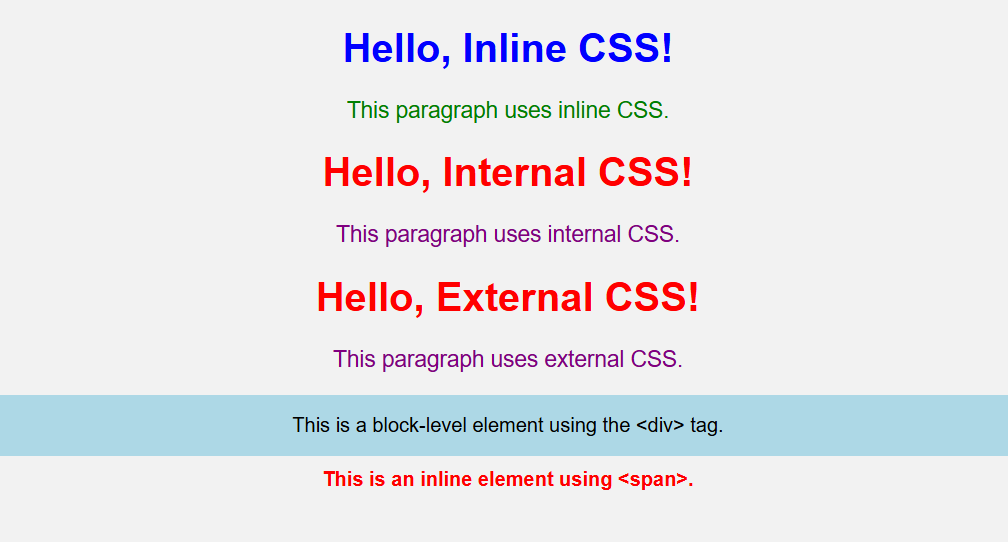 Hello, Inline CSS!
This paragraph uses inline CSS.
Hello, Internal CSS!
This paragraph uses internal CSS.
Hello, External CSS!
This paragraph uses external CSS.
This is a block-level element using the <div> tag.
This is an inline element using <span>.